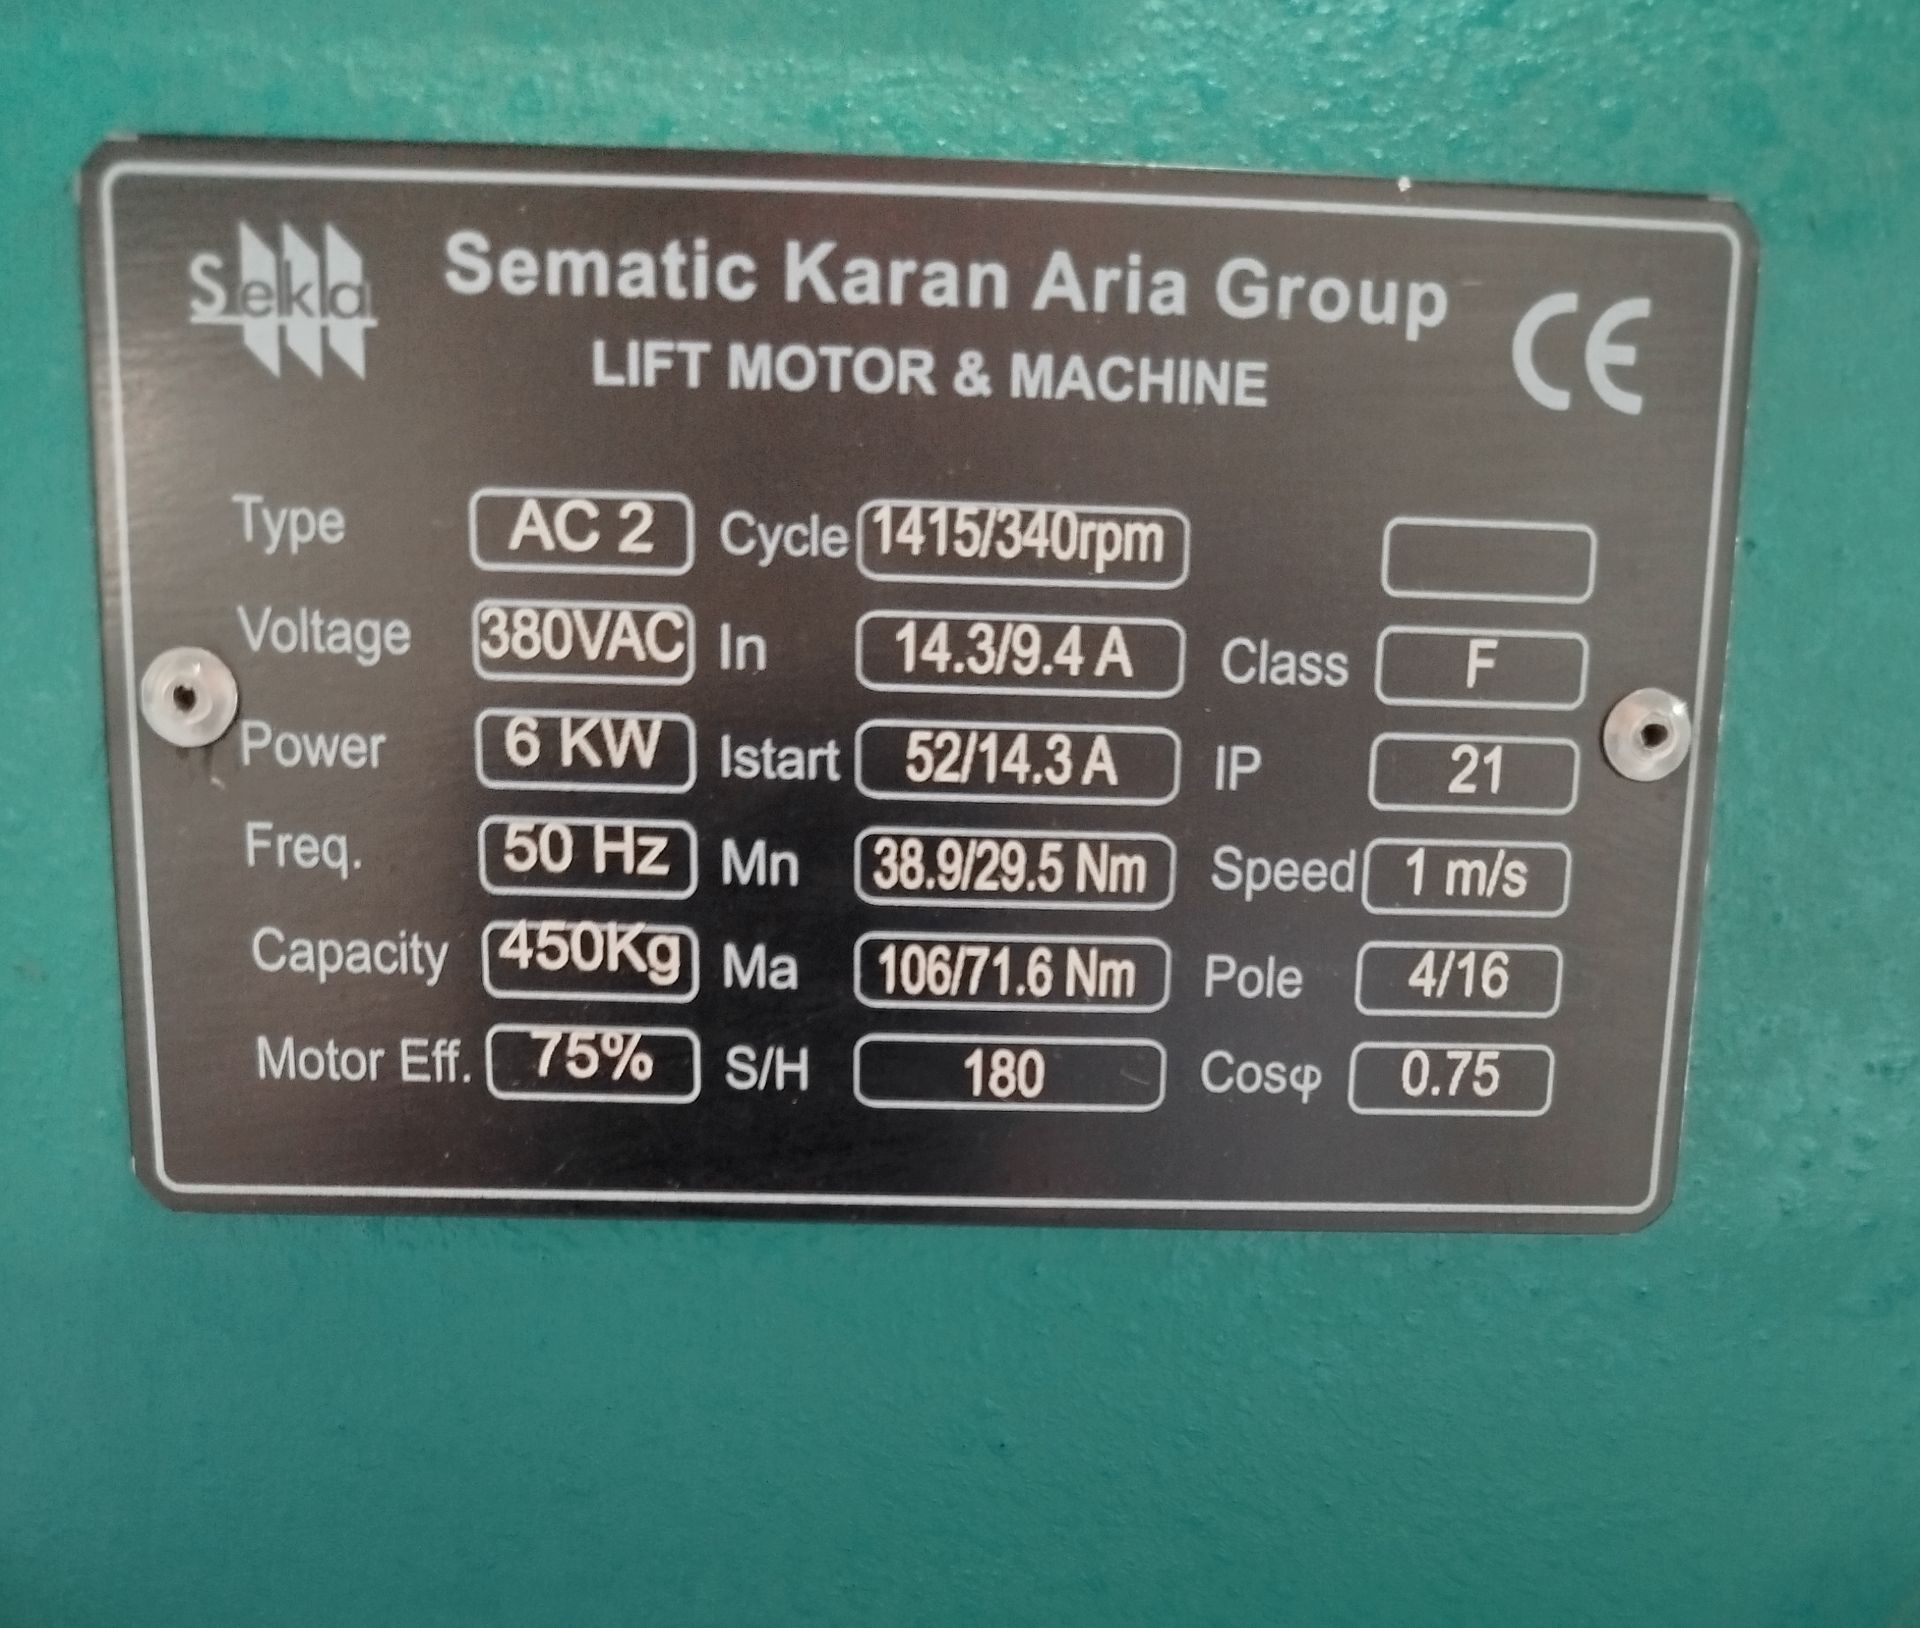 Sekla
Sematic Karan Aria Group
CE
LIFT MOTOR & MACHINE
Type AC 2 Cycle 1415/340rpm
Voltage 380VAC In 14.3/9.4 A Class F
Power 6 KW Istart 52/14.3 A IP 21
Freq. 50 Hz Mn 38.9/29.5 Nm Speed 1 m/s
Capacity 450Kg Ma 106/71.6 Nm Pole 4/16
Motor Eff. 75% S/H 180 Cosφ 0.75